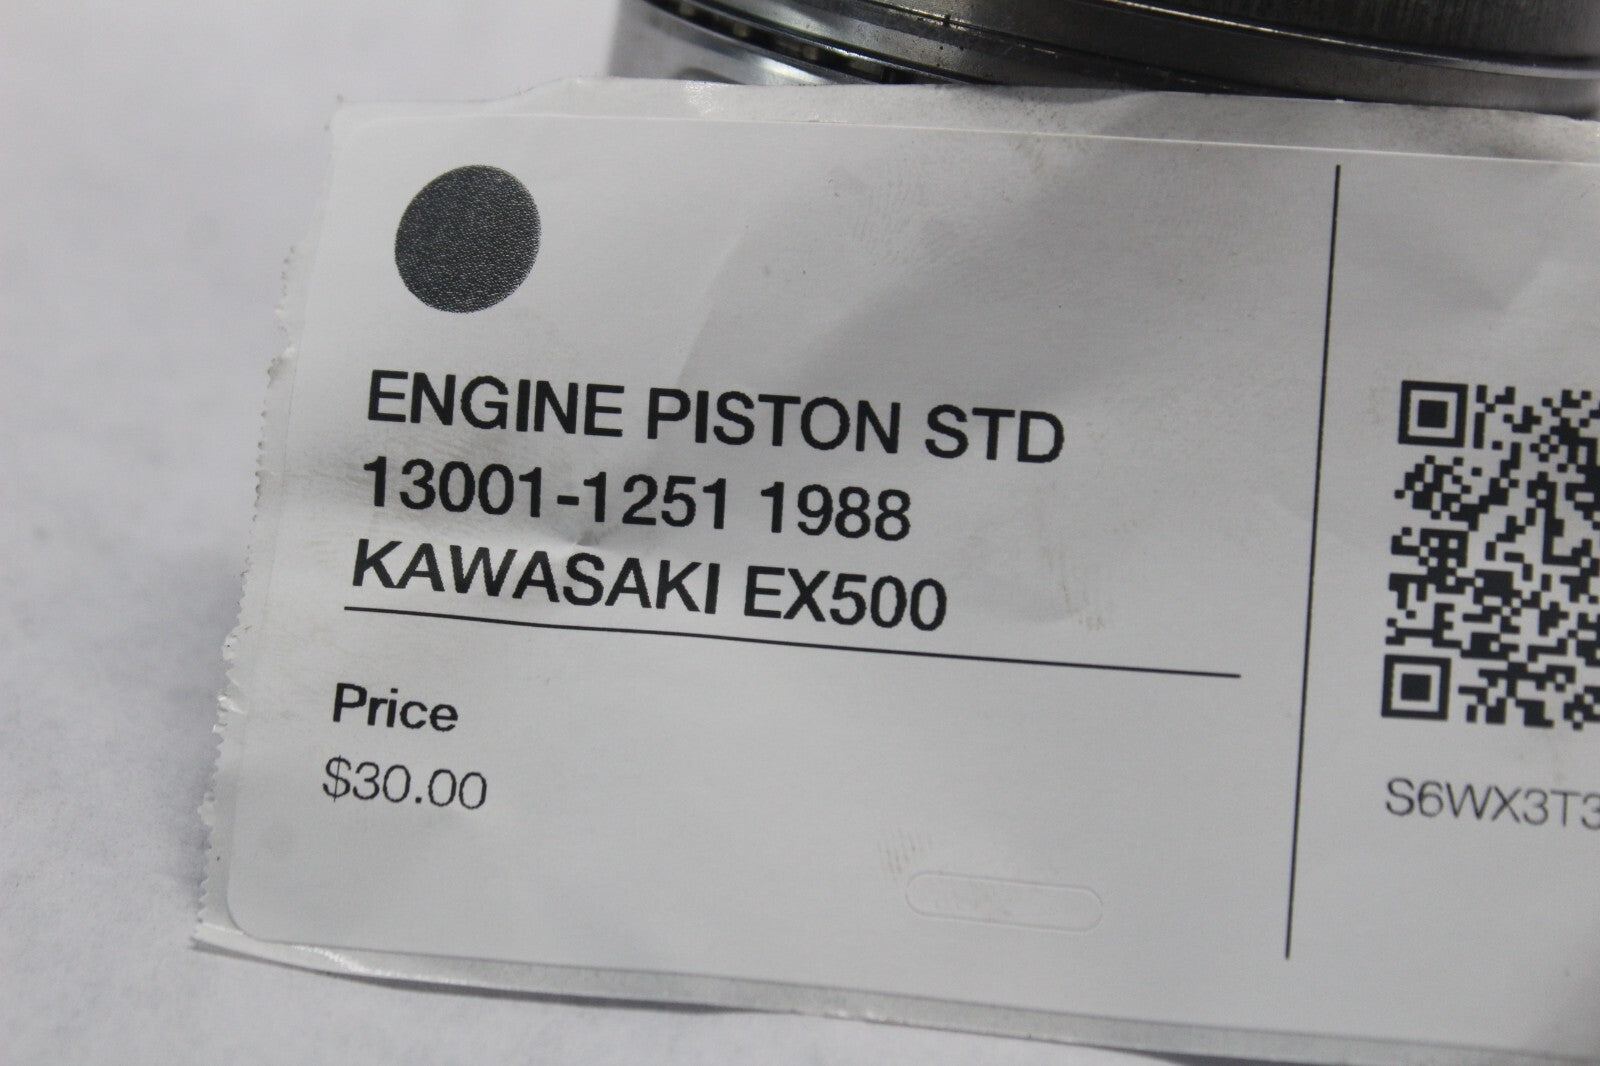 ENGINE PISTON STD
13001-1251 1988
KAWASAKI EX500
Price
$30.00
S6WX3T3